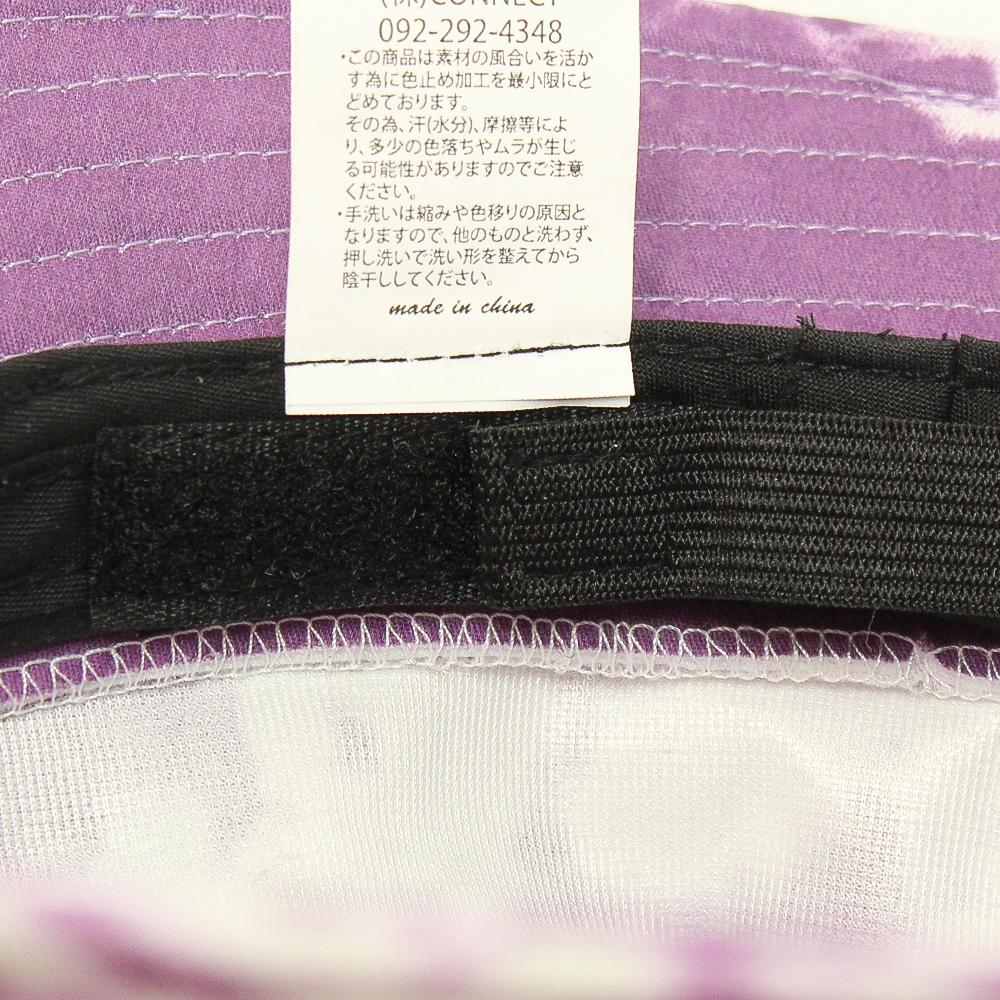 (株)CONNECT
092-292-4348
・この商品は素材の風合いを活か
す為に色止め加工を最小限にと
どめております。
その為、汗(水分)、摩擦等によ
り、多少の色落ちやムラが生じ
る可能性がありますのでご注意
ください。
・手洗いは縮みや色移りの原因と
なりますので、他のものと洗わず、
押し洗いで洗い形を整えてから
陰干ししてください。
made in china